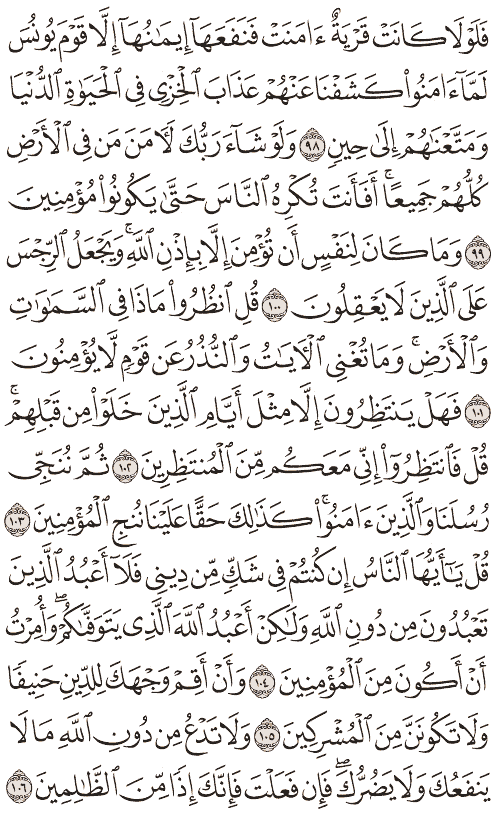 فَلَوْلَا كَانَتْ قَرْيَةٌ ءَامَنَتْ فَنَفَعَهَآ إِيمَٰنُهَآ إِلَّا قَوْمَ يُونُسَ
لَمَّآ ءَامَنُوا۟ كَشَفْنَا عَنْهُمْ عَذَابَ ٱلْخِزْىِ فِى ٱلْحَيَوٰةِ ٱلدُّنْيَا
وَمَتَّعْنَٰهُمْ إِلَىٰ حِينٍ ٩٨ وَلَوْ شَآءَ رَبُّكَ لَءَامَنَ مَن فِى ٱلْأَرْضِ
كُلُّهُمْ جَمِيعًا ۚ أَفَأَنتَ تُكْرِهُ ٱلنَّاسَ حَتَّىٰ يَكُونُوا۟ مُؤْمِنِينَ
٩٩ وَمَا كَانَ لِنَفْسٍ أَن تُؤْمِنَ إِلَّا بِإِذْنِ ٱللَّهِ ۚ وَيَجْعَلُ ٱلرِّجْسَ
عَلَى ٱلَّذِينَ لَا يَعْقِلُونَ ١٠٠ قُلِ ٱنظُرُوا۟ مَاذَا فِى ٱلسَّمَٰوَٰتِ
وَٱلْأَرْضِ ۚ وَمَا تُغْنِى ٱلْءَايَٰتُ وَٱلنُّذُرُ عَن قَوْمٍ لَّا يُؤْمِنُونَ
١٠١ فَهَلْ يَنتَظِرُونَ إِلَّا مِثْلَ أَيَّامِ ٱلَّذِينَ خَلَوْا۟ مِن قَبْلِهِمْ ۚ
قُلْ فَٱنتَظِرُوٓا۟ إِنِّى مَعَكُم مِّنَ ٱلْمُنتَظِرِينَ ١٠٢ ثُمَّ نُنَجِّى
رُسُلَنَا وَٱلَّذِينَ ءَامَنُوا۟ ۚ كَذَٰلِكَ حَقًّا عَلَيْنَا نُنجِ ٱلْمُؤْمِنِينَ ١٠٣
قُلْ يَٰٓأَيُّهَا ٱلنَّاسُ إِن كُنتُمْ فِى شَكٍّ مِّن دِينِى فَلَآ أَعْبُدُ ٱلَّذِينَ
تَعْبُدُونَ مِن دُونِ ٱللَّهِ وَلَٰكِنْ أَعْبُدُ ٱللَّهَ ٱلَّذِى يَتَوَفَّىٰكُمْ ۖ وَأُمِرْتُ
أَنْ أَكُونَ مِنَ ٱلْمُؤْمِنِينَ ١٠٤ وَأَنْ أَقِمْ وَجْهَكَ لِلدِّينِ حَنِيفًا
وَلَا تَكُونَنَّ مِنَ ٱلْمُشْرِكِينَ ١٠٥ وَلَا تَدْعُ مِن دُونِ ٱللَّهِ مَا لَا
يَنفَعُكَ وَلَا يَضُرُّكَ ۖ فَإِن فَعَلْتَ فَإِنَّكَ إِذًا مِّنَ ٱلظَّٰلِمِينَ ١٠٦